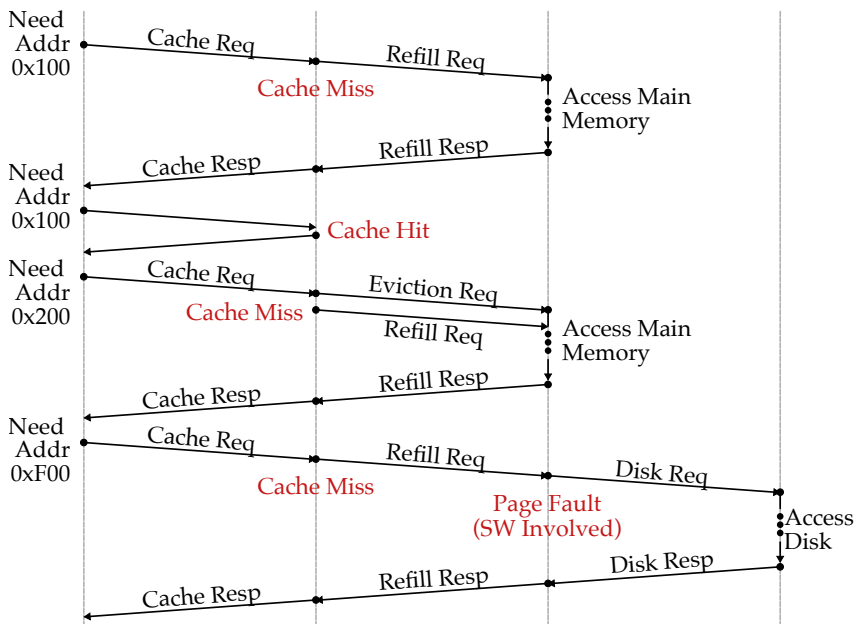 Need
Addr
0x100
Cache Req
Refill Req
Cache Miss
Access Main
Memory
Cache Resp
Refill Resp
Need
Addr
0x100
Cache Hit
Need
Addr
0x200
Cache Req
Eviction Req
Cache Miss
Refill Req
Access Main
Memory
Cache Resp
Refill Resp
Need
Addr
0xF00
Cache Req
Refill Req
Disk Req
Cache Miss
Page Fault
(SW Involved)
Access
Disk
Cache Resp
Refill Resp
Disk Resp